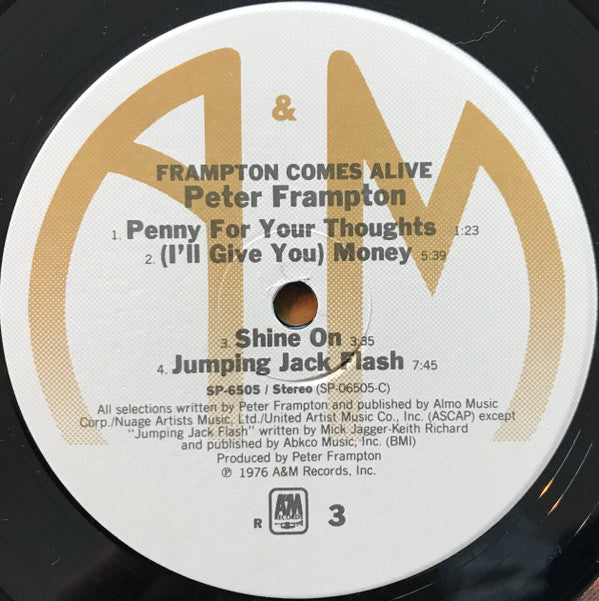 A & M
FRAMPTON COMES ALIVE
Peter Frampton
1. Penny For Your Thoughts 1:23
2. (I'll Give You) Money 5:39
3. Shine On 3:35
4. Jumping Jack Flash 7:45
SP-6505 / Stereo (SP-06505-C)
All selections written by Peter Frampton and published by Almo Music
Corp./Nuage Artists Music, Ltd./United Artist Music Co., Inc. (ASCAP) except
"Jumping Jack Flash" written by Mick Jagger-Keith Richard
and published by Abkco Music, Inc. (BMI)
Produced by Peter Frampton
℗ 1976 A&M Records, Inc.
R A&M RECORDS 3